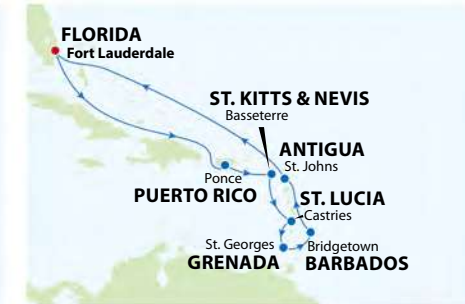 FLORIDA
Fort Lauderdale
ST. KITTS & NEVIS
Basseterre
ANTIGUA
St. Johns
Ponce
PUERTO RICO
ST. LUCIA
Castries
St. Georges
GRENADA
Bridgetown
BARBADOS